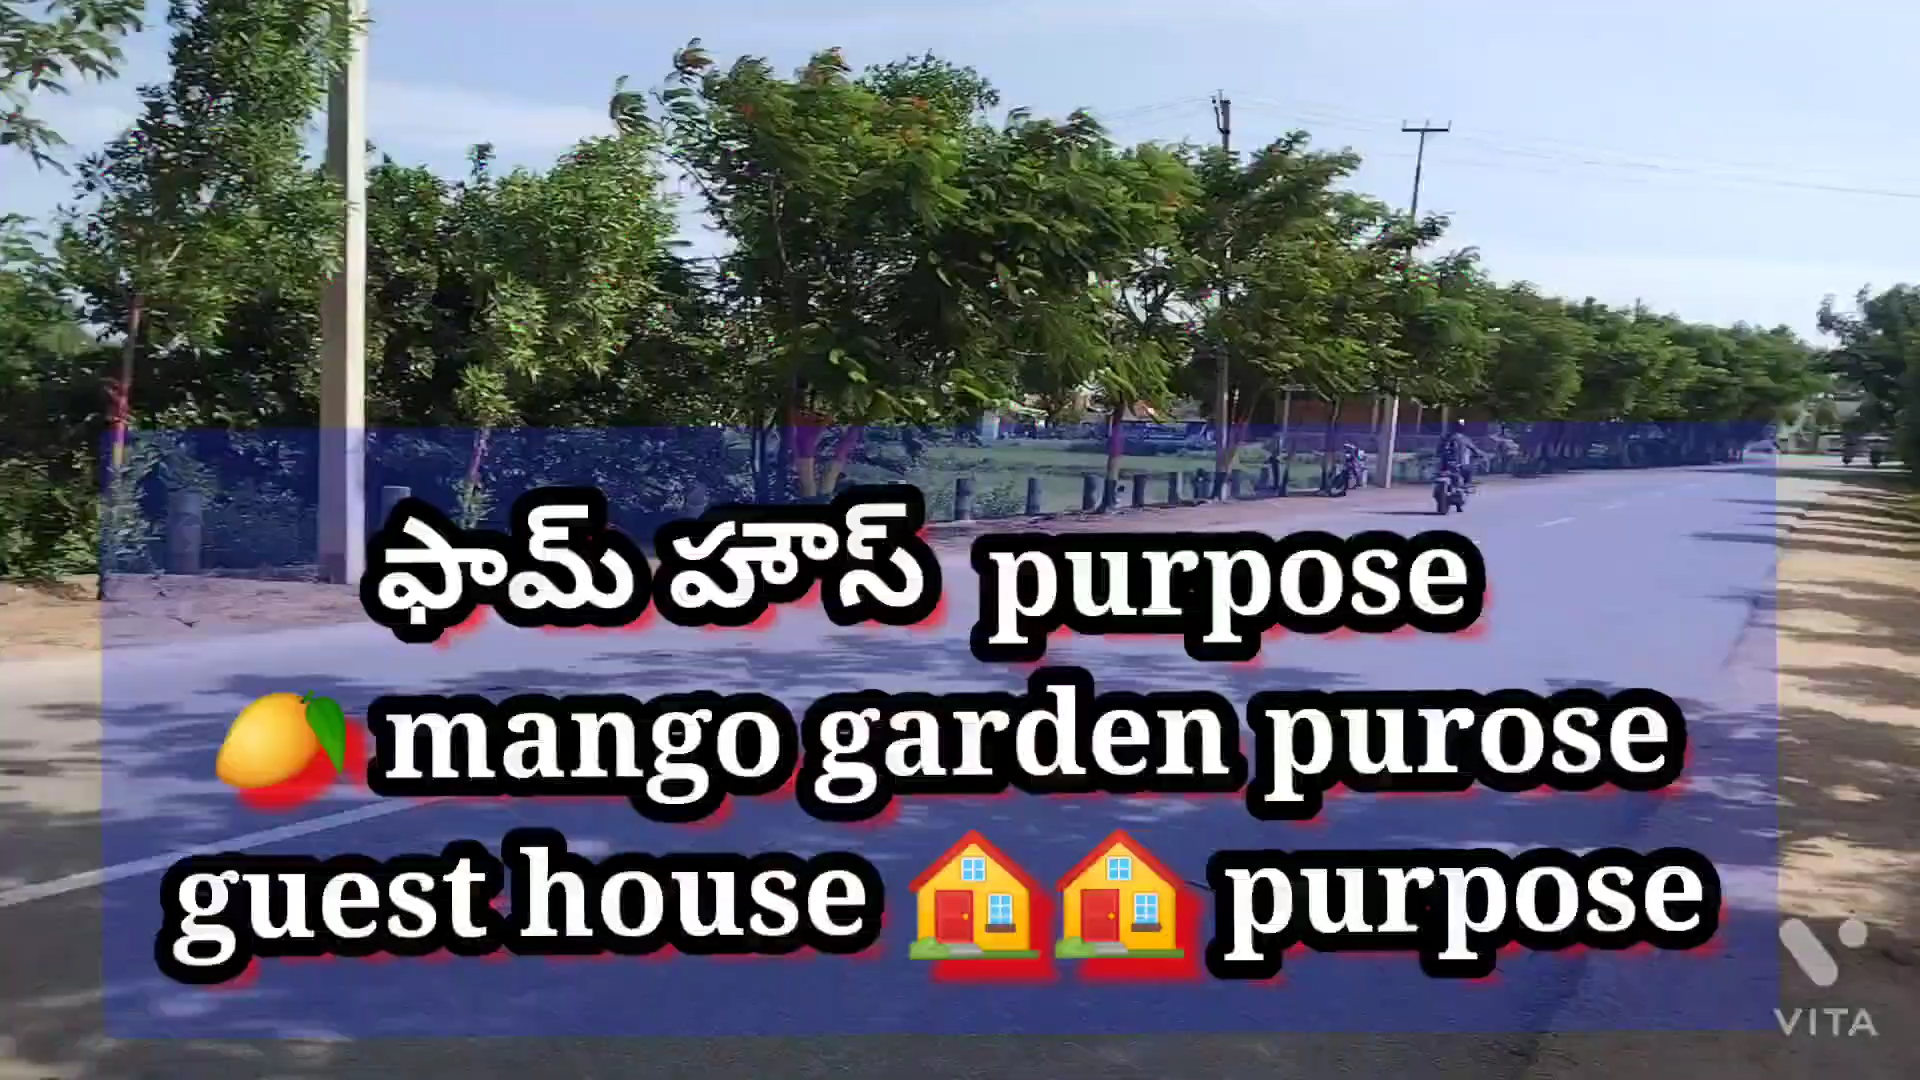 ఫామ్ హౌస్ purpose
🥭 mango garden purose
guest house 🏡🏡 purpose
VITA